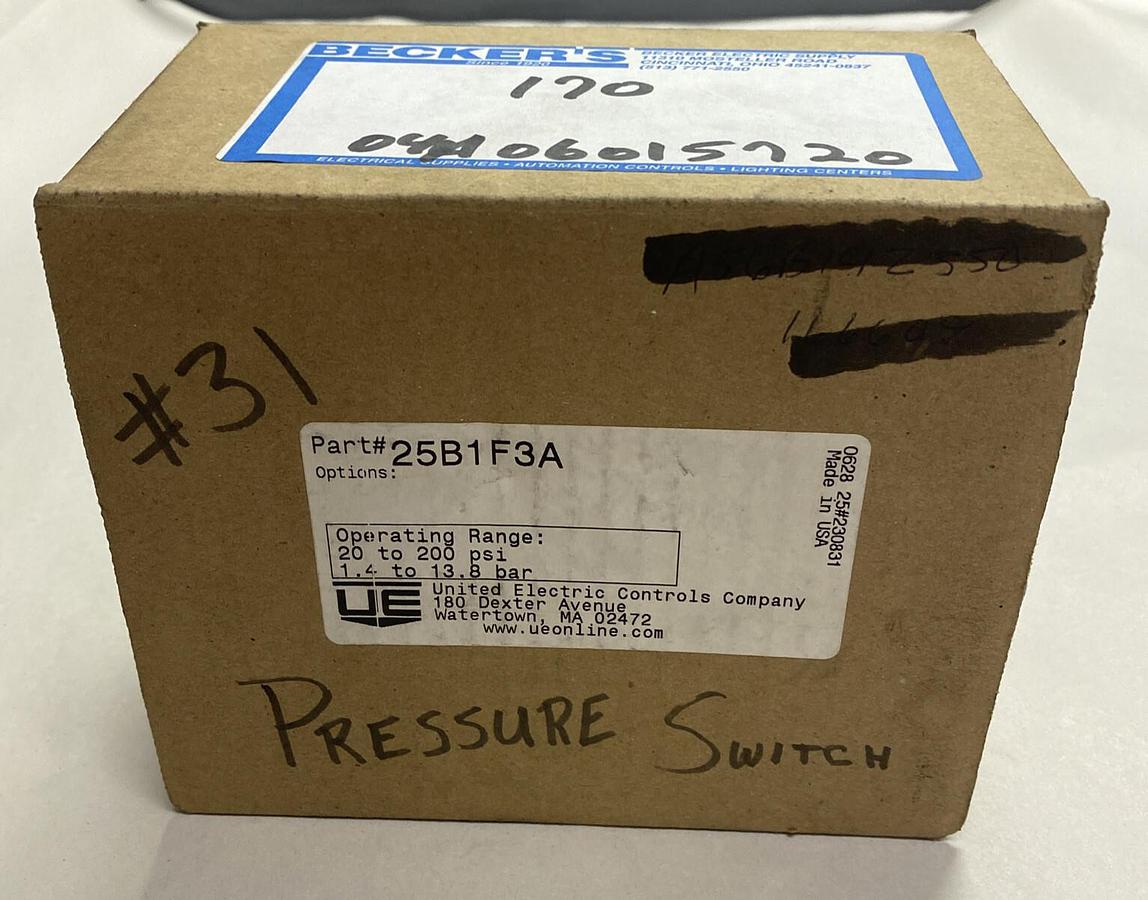 BECKER'S
Since 1920
BECKER ELECTRIC SUPPLY
11310 MOSTELLER ROAD
CINCINNATI, OHIO 45241-0637
(513) 771-2550
170
06015720
ELECTRICAL SUPPLIES • AUTOMATION CONTROLS • LIGHTING CENTERS
#31
Part# 25B1F3A
Options:
Operating Range:
20 to 200 psi
1.4 to 13.8 bar
0628 25#230831
Made in USA
UE
United Electric Controls Company
180 Dexter Avenue
Watertown, MA 02472
www.ueonline.com
PRESSURE SWITCH